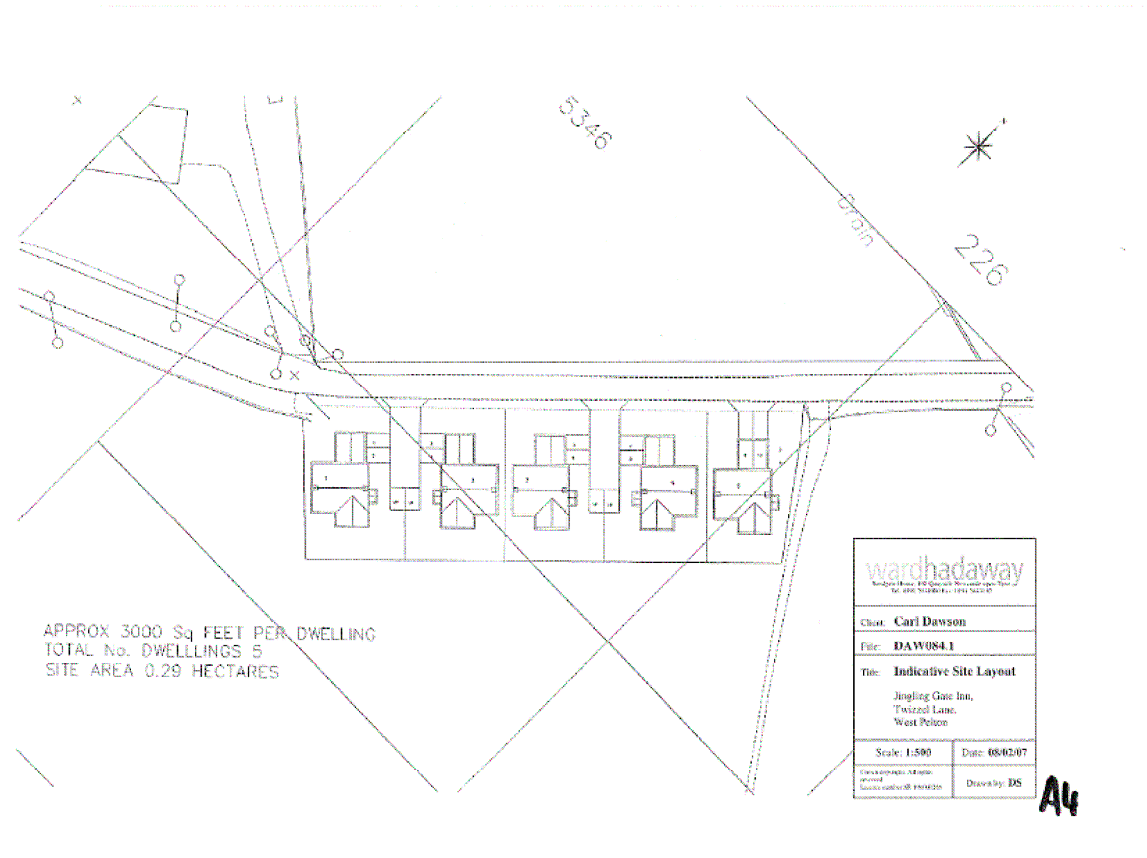 5346
Drain
226
APPROX 3000 Sq FEET PER DWELLING
TOTAL No. DWELLLINGS 5
SITE AREA 0.29 HECTARES
wardhadaway
Client: Carl Dawson
File: DAW084.1
Title: Indicative Site Layout
Jingling Gate Inn,
Twizzel Lane,
West Pelton
Scale: 1:500
Date: 08/02/07
Drawn by: DS
A4